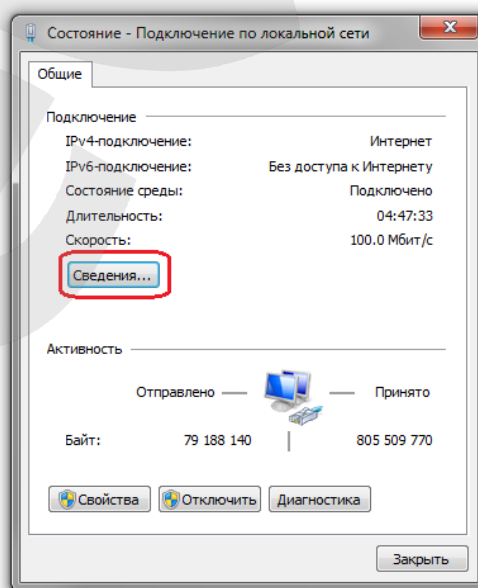 Состояние - Подключение по локальной сети
Общие
Подключение
IPv4-подключение: Интернет
IPv6-подключение: Без доступа к Интернету
Состояние среды: Подключено
Длительность: 04:47:33
Скорость: 100.0 Мбит/с
Сведения...
Активность
Отправлено — Принято
Байт: 79 188 140 805 509 770
Свойства Отключить Диагностика
Закрыть